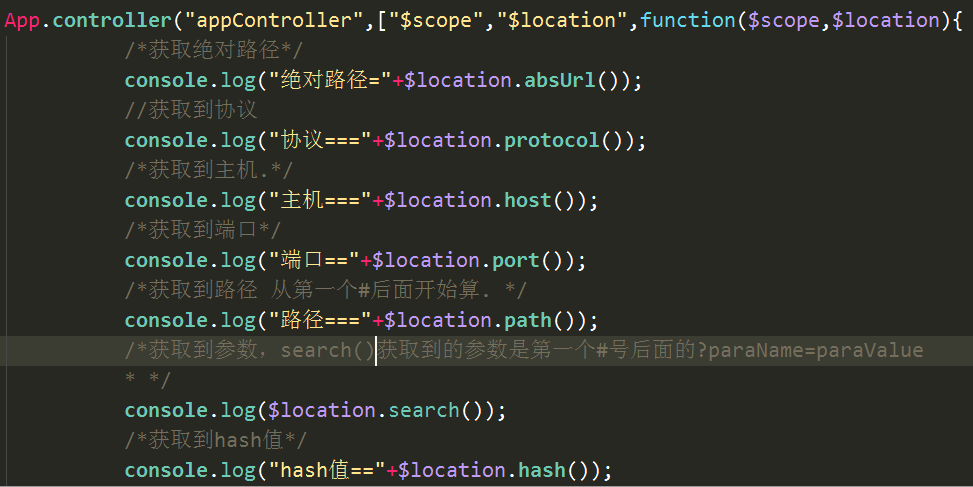 App.controller("appController",["$scope","$location",function($scope,$location){
/*获取绝对路径*/
console.log("绝对路径="+$location.absUrl());
//获取到协议
console.log("协议==="+$location.protocol());
/*获取到主机.*/
console.log("主机==="+$location.host());
/*获取到端口*/
console.log("端口=="+$location.port());
/*获取到路径 从第一个#后面开始算. */
console.log("路径==="+$location.path());
/*获取到参数，search()获取到的参数是第一个#号后面的?paraName=paraValue
* */
console.log($location.search());
/*获取到hash值*/
console.log("hash值=="+$location.hash());